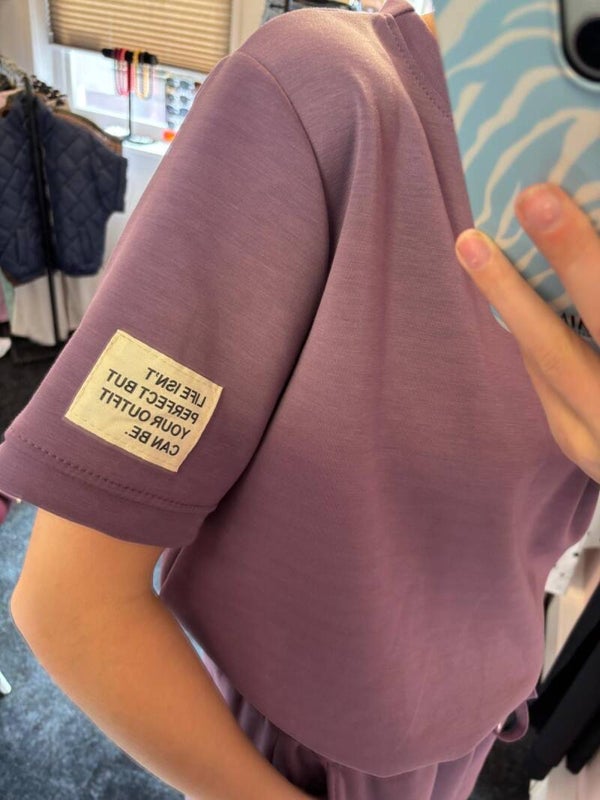 LIFE ISN'T
PERFECT BUT
YOUR OUTFIT
CAN BE.